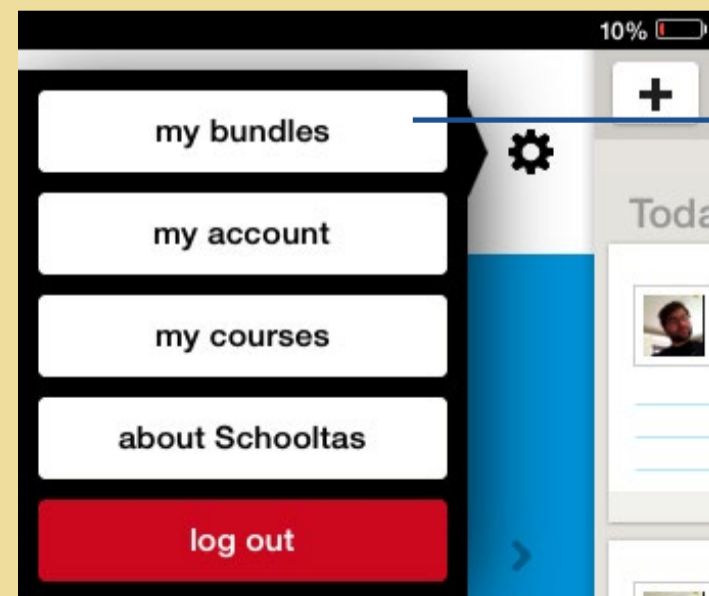 10%
my bundles
+
my account
Toda
my courses
about Schooltas
log out